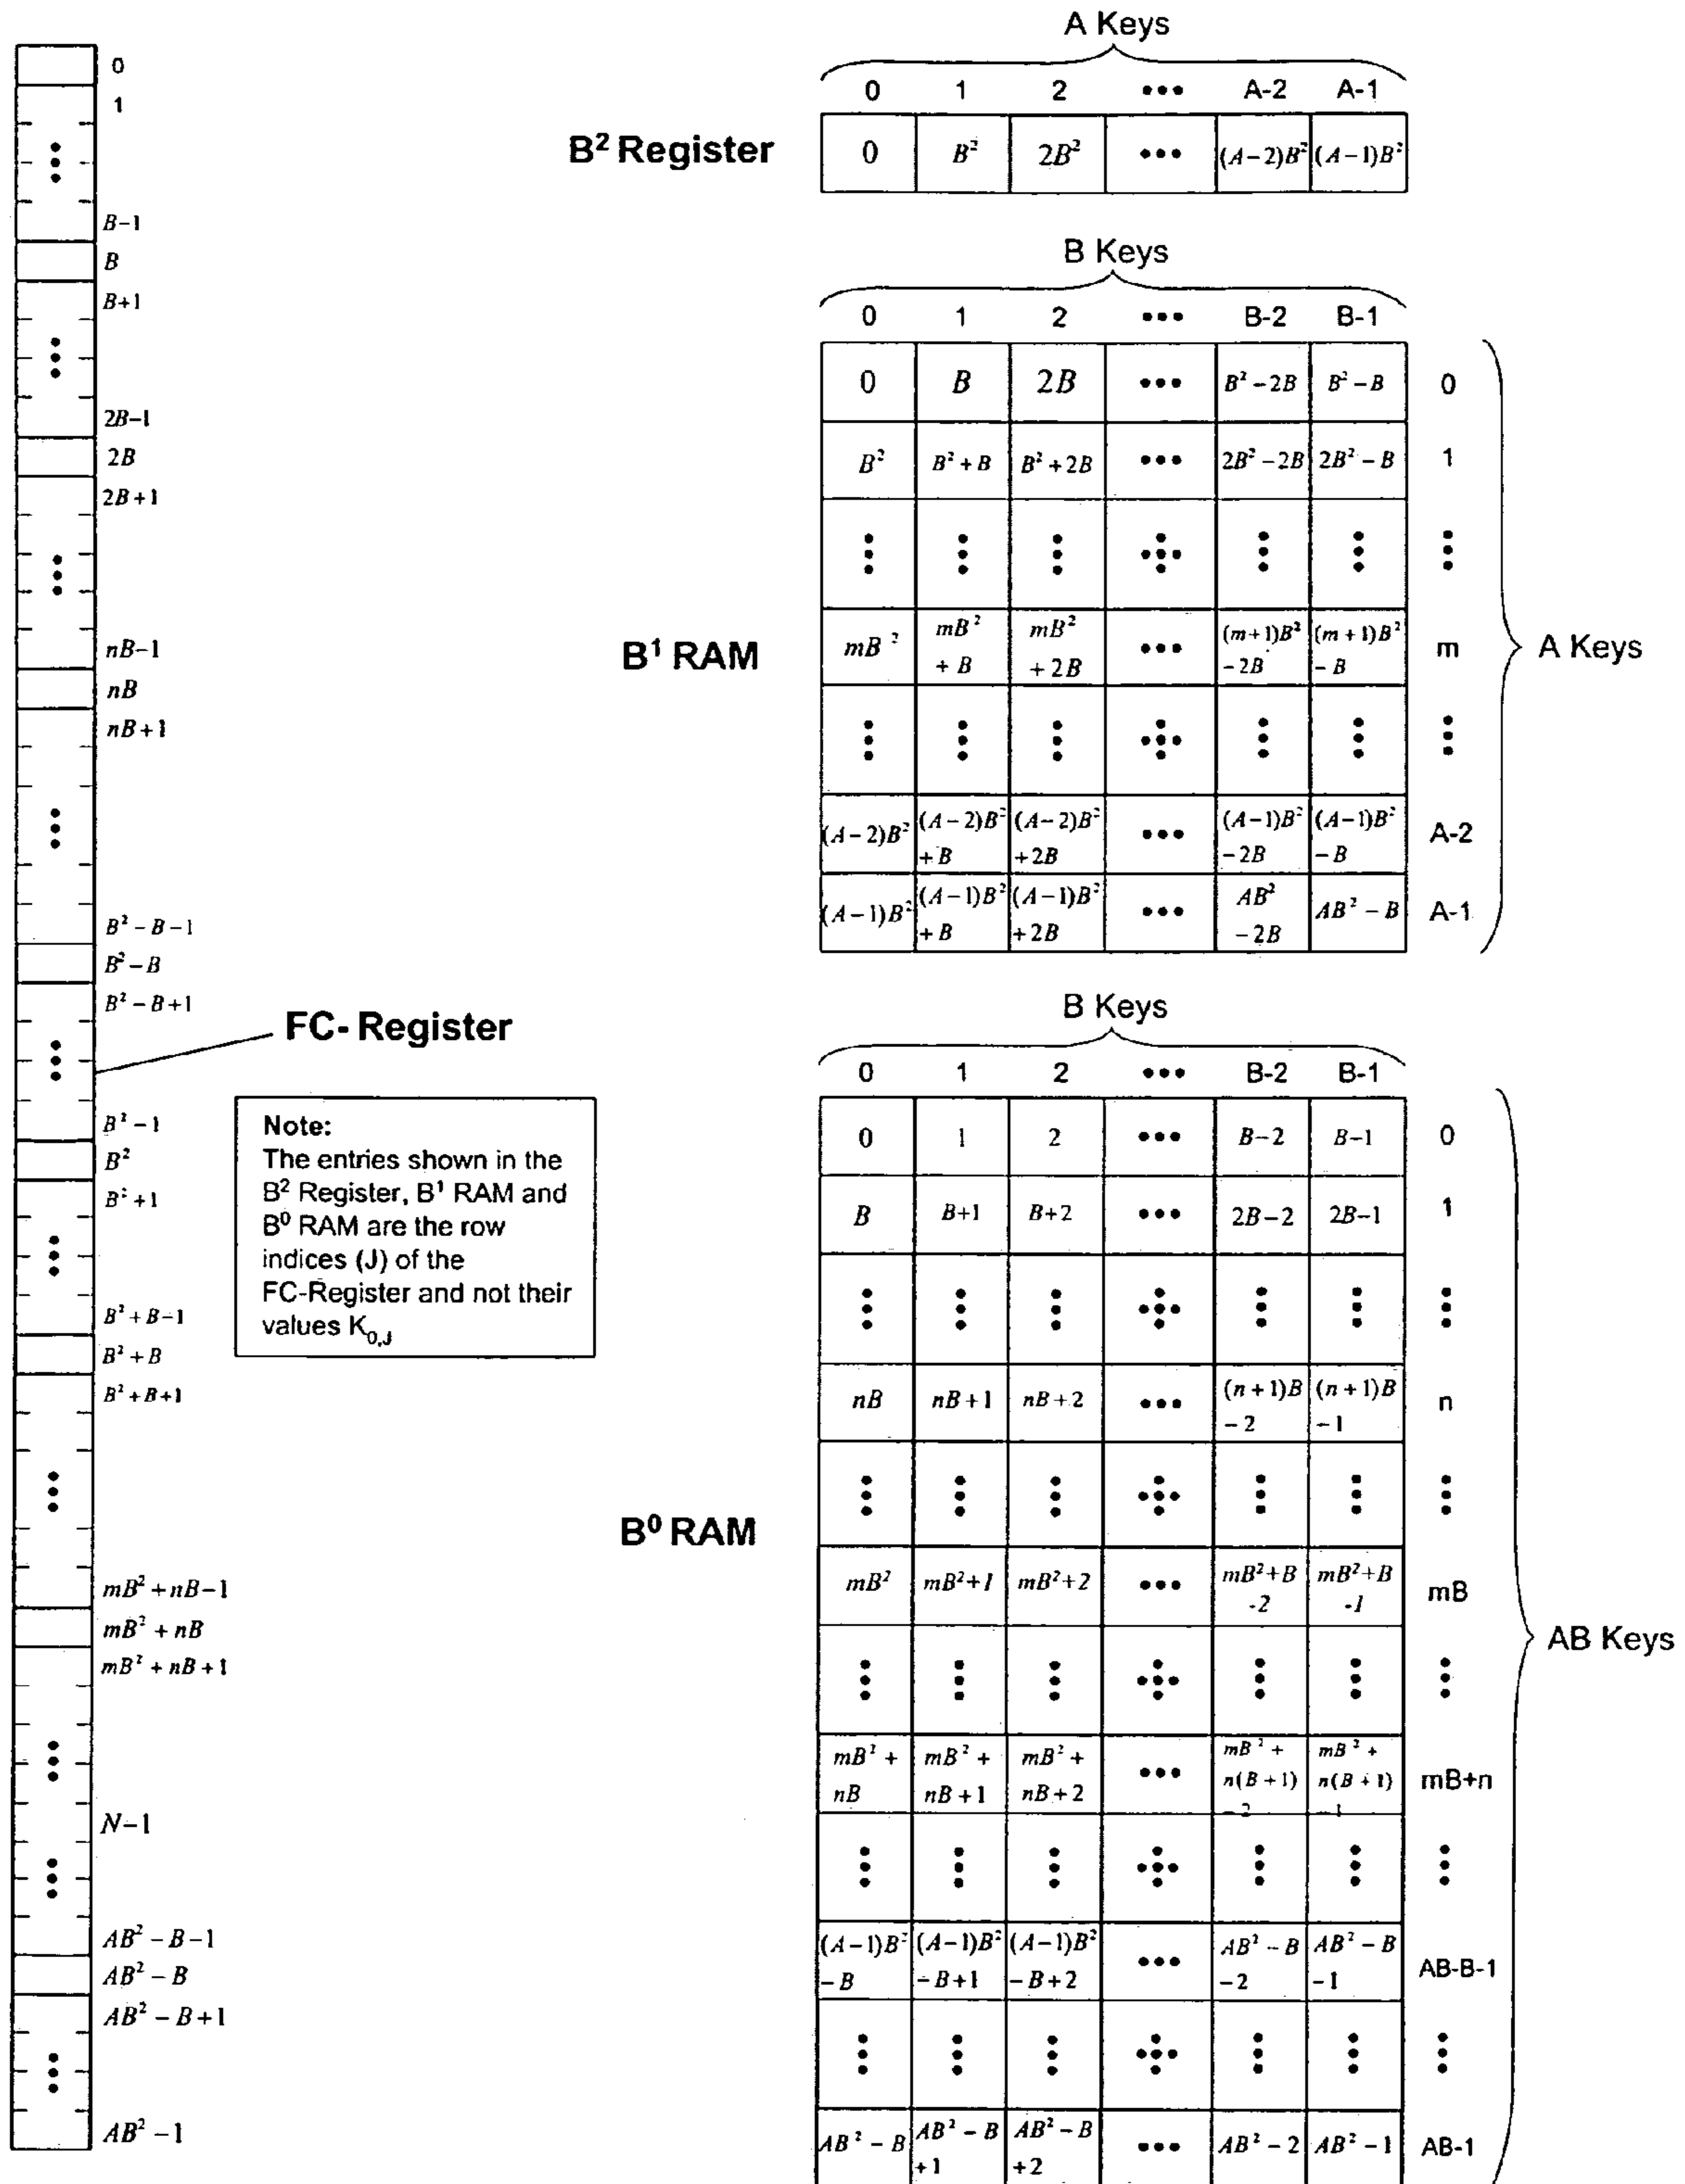 0
1
B–1
B
B+1
2B–1
2B
2B+1
nB–1
nB
nB+1
B² – B –1
B² – B
B² – B +1
B² –1
B²
B² +1
B² + B –1
B² + B
B² + B +1
mB² + nB–1
mB² + nB
mB² + nB +1
N–1
AB² – B –1
AB² – B
AB² – B +1
AB² –1
FC- Register
Note:
The entries shown in the
B² Register, B¹ RAM and
B⁰ RAM are the row
indices (J) of the
FC-Register and not their
values K₀,J
A Keys
0 1 2 ••• A-2 A-1
B² Register
0 B² 2B² ••• (A–2)B² (A–1)B²
B Keys
0 1 2 ••• B-2 B-1
0 B 2B ••• B² – 2B B² – B 0
B² B² + B B² + 2B ••• 2B² – 2B 2B² – B 1
B¹ RAM
mB² mB² + B mB² + 2B ••• (m+1)B² – 2B (m+1)B² – B m
A Keys
(A–2)B² (A–2)B² + B (A–2)B² + 2B ••• (A–1)B² – 2B (A–1)B² – B A-2
(A–1)B² (A–1)B² + B (A–1)B² + 2B ••• AB² – 2B AB² – B A-1
B Keys
0 1 2 ••• B-2 B-1
0 1 2 ••• B–2 B–1 0
B B+1 B+2 ••• 2B–2 2B–1 1
nB nB+1 nB+2 ••• (n+1)B – 2 (n+1)B – 1 n
B⁰ RAM
mB² mB²+1 mB²+2 ••• mB²+B -2 mB²+B -1 mB
AB Keys
mB² + nB mB² + nB+1 mB² + nB+2 ••• mB² + n(B+1) – 2 mB² + n(B+1) – 1 mB+n
(A–1)B² – B (A–1)B² – B+1 (A–1)B² – B+2 ••• AB² – B – 2 AB² – B – 1 AB-B-1
AB² – B AB² – B +1 AB² – B +2 ••• AB² – 2 AB² – 1 AB-1